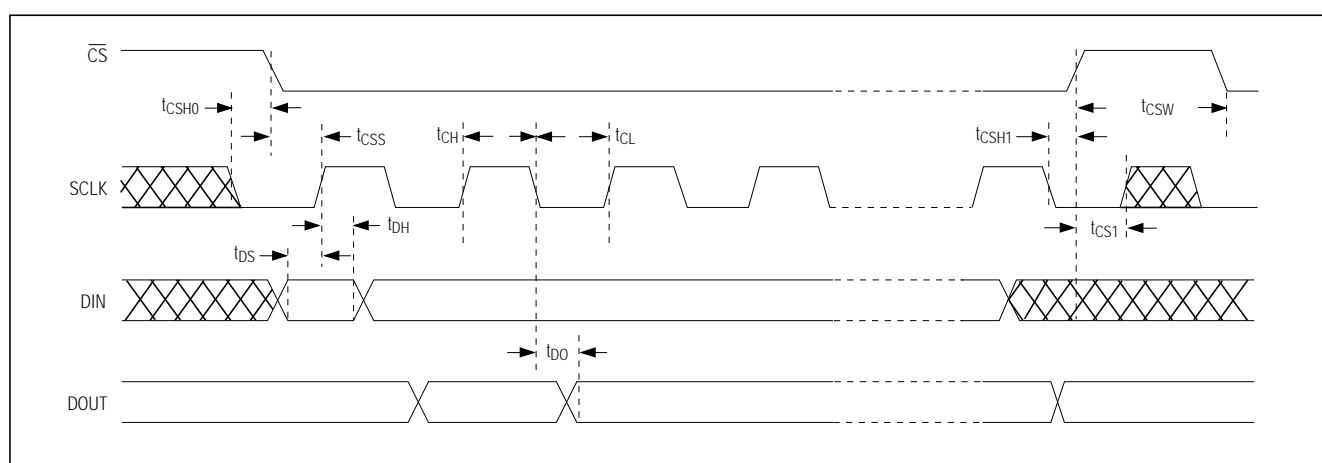 CS
tCSH0
tCSW
tCSS
tCH
tCL
tCSH1
SCLK
tDH
tCS1
tDS
DIN
tDO
DOUT